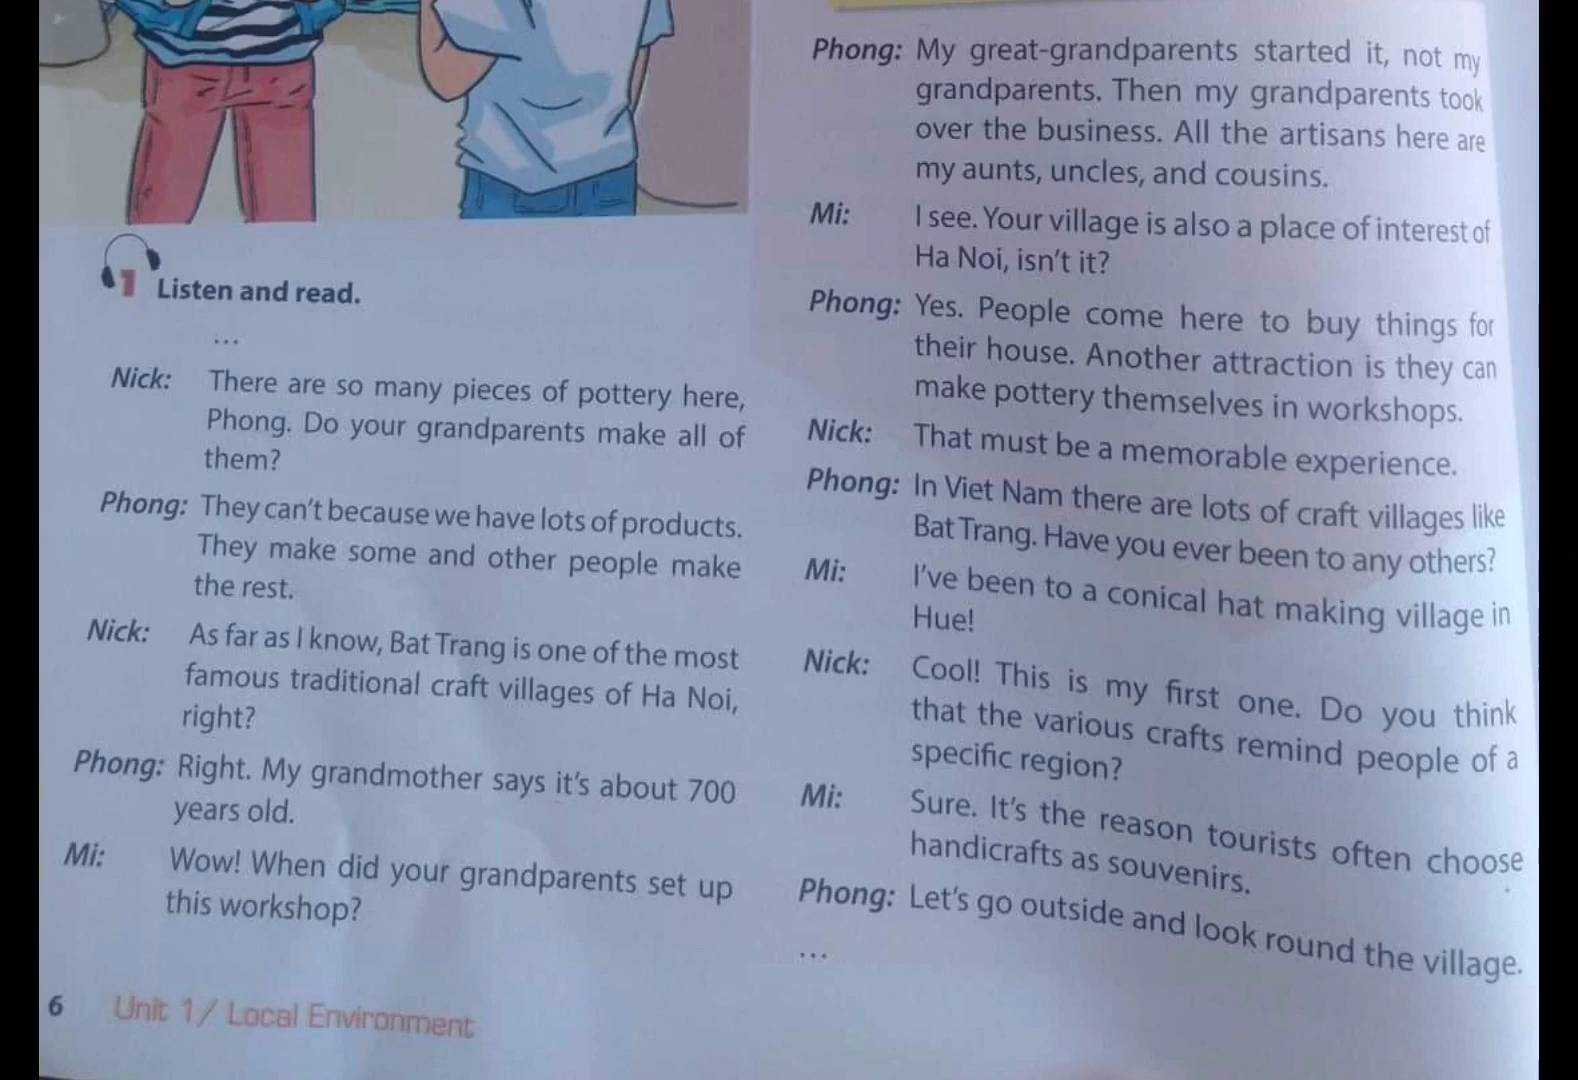 1 Listen and read.
...
Nick: There are so many pieces of pottery here,
Phong. Do your grandparents make all of
them?
Phong: They can't because we have lots of products.
They make some and other people make
the rest.
Nick: As far as I know, Bat Trang is one of the most
famous traditional craft villages of Ha Noi,
right?
Phong: Right. My grandmother says it's about 700
years old.
Mi: Wow! When did your grandparents set up
this workshop?
6 Unit 1/ Local Environment
Phong: My great-grandparents started it, not my
grandparents. Then my grandparents took
over the business. All the artisans here are
my aunts, uncles, and cousins.
Mi: I see. Your village is also a place of interest of
Ha Noi, isn't it?
Phong: Yes. People come here to buy things for
their house. Another attraction is they can
make pottery themselves in workshops.
Nick: That must be a memorable experience.
Phong: In Viet Nam there are lots of craft villages like
Bat Trang. Have you ever been to any others?
Mi: I've been to a conical hat making village in
Hue!
Nick: Cool! This is my first one. Do you think
that the various crafts remind people of a
specific region?
Mi: Sure. It's the reason tourists often choose
handicrafts as souvenirs.
Phong: Let's go outside and look round the village.
...